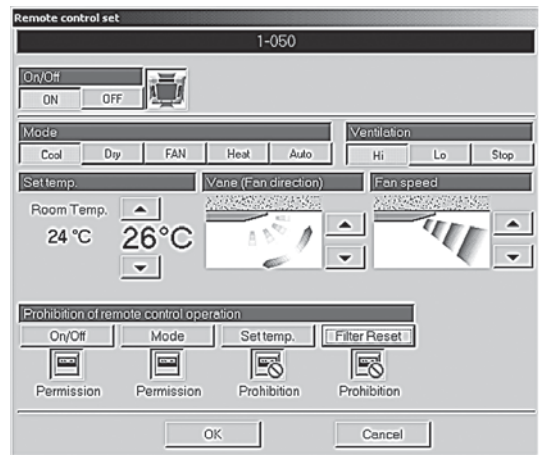 Remote control set
1-050
On/Off
ON OFF
Mode Ventilation
Cool Dry FAN Heat Auto Hi Lo Stop
Set temp. Vane (Fan direction) Fan speed
Room Temp.
24 °C 26°C
Prohibition of remote control operation
On/Off Mode Set temp. Filter Reset
Permission Permission Prohibition Prohibition
OK Cancel